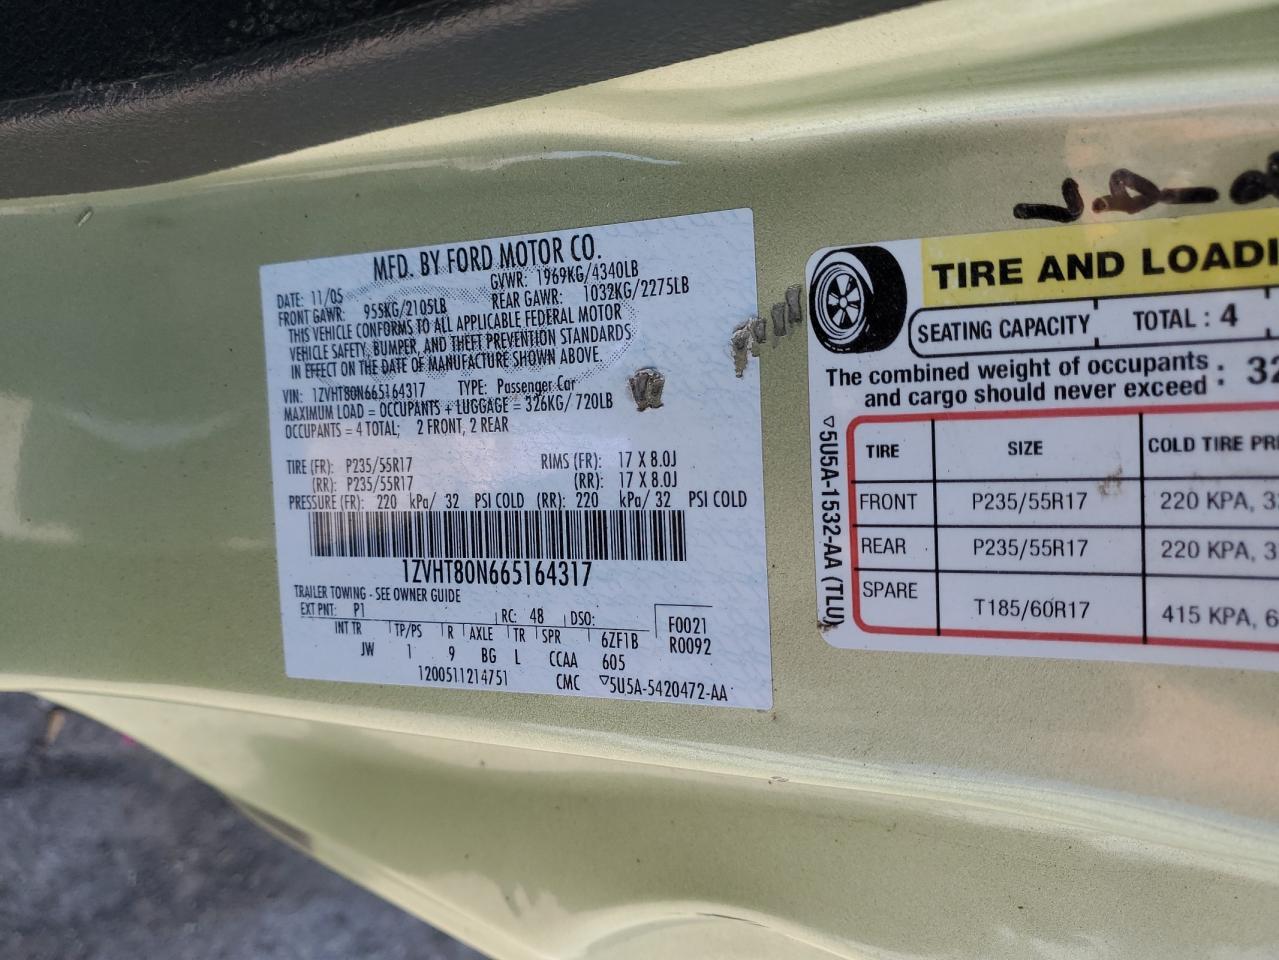 MFD. BY FORD MOTOR CO.
DATE: 11/05 GVWR: 1969KG/4340LB
FRONT GAWR: 955KG/2105LB REAR GAWR: 1032KG/2275LB
THIS VEHICLE CONFORMS TO ALL APPLICABLE FEDERAL MOTOR
VEHICLE SAFETY, BUMPER, AND THEFT PREVENTION STANDARDS
IN EFFECT ON THE DATE OF MANUFACTURE SHOWN ABOVE.
VIN: 1ZVHT80N665164317 TYPE: Passenger Car
MAXIMUM LOAD = OCCUPANTS + LUGGAGE = 326KG/720LB
OCCUPANTS = 4 TOTAL; 2 FRONT, 2 REAR
TIRE (FR): P235/55R17 RIMS (FR): 17 X 8.0J
(RR): P235/55R17 (RR): 17 X 8.0J
PRESSURE (FR): 220 kPa/ 32 PSI COLD (RR): 220 kPa/ 32 PSI COLD
1ZVHT80N665164317
TRAILER TOWING - SEE OWNER GUIDE
EXT PNT: P1 RC: 48 DSO: F0021
INT TR TP/PS R AXLE TR SPR 6ZF1B R0092
JW 1 9 BG L CCAA 605
120051121475​1 CMC ▽5U5A-5420472-AA
TIRE AND LOADI
SEATING CAPACITY TOTAL : 4
The combined weight of occupants
and cargo should never exceed : 32
▽5U5A-1532-AA (TLU)
TIRE SIZE COLD TIRE PRE
FRONT P235/55R17 220 KPA, 3
REAR P235/55R17 220 KPA, 3
SPARE T185/60R17 415 KPA, 6